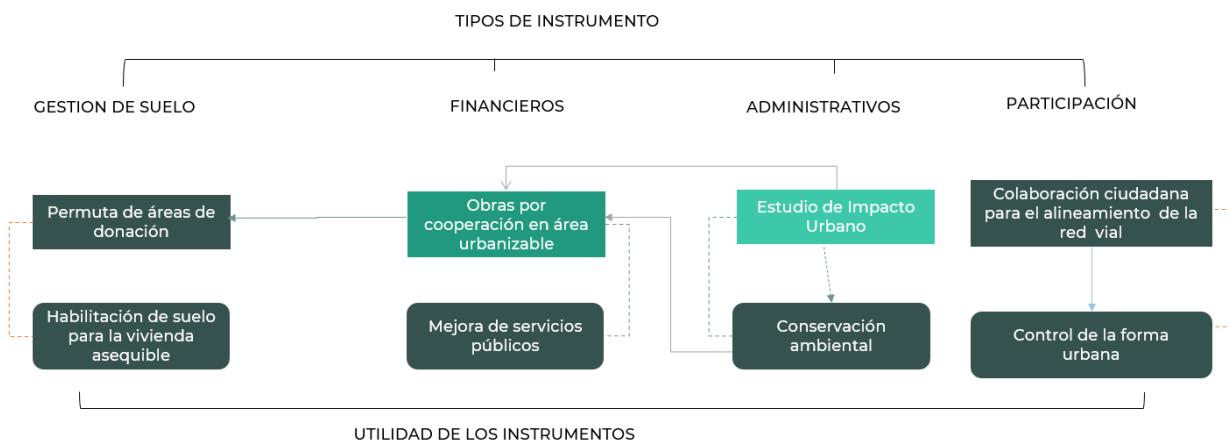 TIPOS DE INSTRUMENTO
GESTION DE SUELO
FINANCIEROS
ADMINISTRATIVOS
PARTICIPACIÓN
Permuta de áreas de
donación
Obras por
cooperación en área
urbanizable
Estudio de Impacto
Urbano
Colaboración ciudadana
para el alineamiento de la
red vial
Habilitación de suelo
para la vivienda
asequible
Mejora de servicios
públicos
Conservación
ambiental
Control de la forma
urbana
UTILIDAD DE LOS INSTRUMENTOS